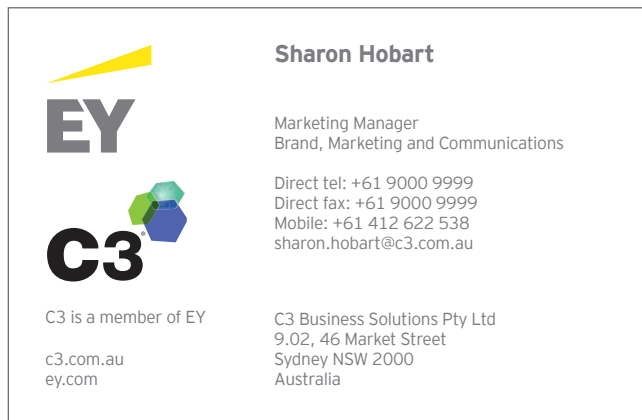 EY
C3®
C3 is a member of EY
c3.com.au
ey.com
Sharon Hobart
Marketing Manager
Brand, Marketing and Communications
Direct tel: +61 9000 9999
Direct fax: +61 9000 9999
Mobile: +61 412 622 538
sharon.hobart@c3.com.au
C3 Business Solutions Pty Ltd
9.02, 46 Market Street
Sydney NSW 2000
Australia